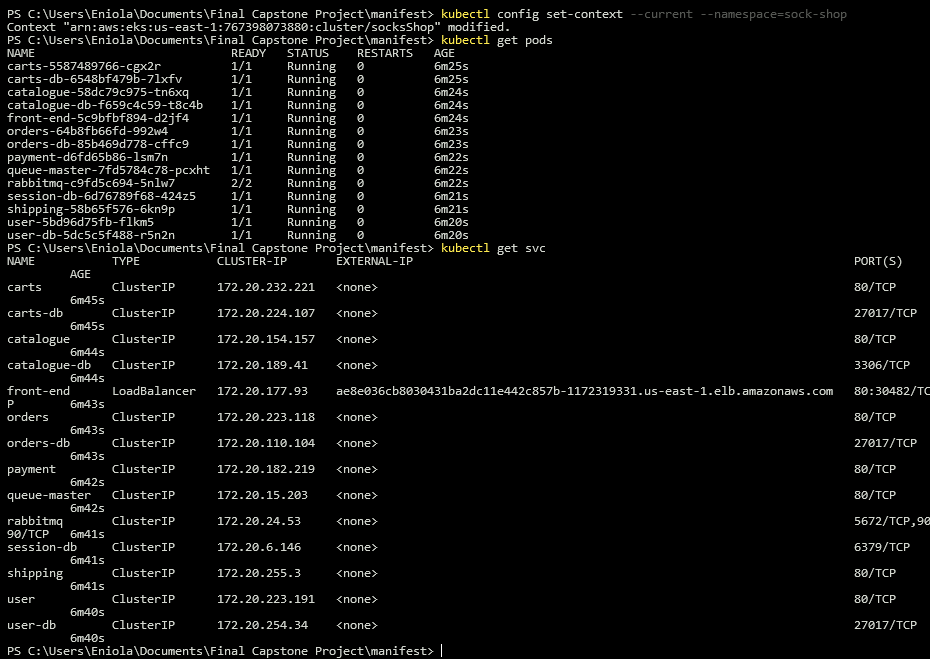 PS C:\Users\Eniola\Documents\Final Capstone Project\manifest> kubectl config set-context --current --namespace=sock-shop
Context "arn:aws:eks:us-east-1:767398073880:cluster/socksShop" modified.
PS C:\Users\Eniola\Documents\Final Capstone Project\manifest> kubectl get pods
NAME READY STATUS RESTARTS AGE
carts-5587489766-cgx2r 1/1 Running 0 6m25s
carts-db-6548bf479b-7lxfv 1/1 Running 0 6m25s
catalogue-58dc79c975-tn6xq 1/1 Running 0 6m24s
catalogue-db-f659c4c59-t8c4b 1/1 Running 0 6m24s
front-end-5c9bfbf894-d2jf4 1/1 Running 0 6m24s
orders-64b8fb66fd-992w4 1/1 Running 0 6m23s
orders-db-85b469d778-cffc9 1/1 Running 0 6m23s
payment-d6fd65b86-lsm7n 1/1 Running 0 6m22s
queue-master-7fd5784c78-pcxht 1/1 Running 0 6m22s
rabbitmq-c9fd5c694-5nlw7 2/2 Running 0 6m22s
session-db-6d76789f68-424z5 1/1 Running 0 6m21s
shipping-58b65f576-6kn9p 1/1 Running 0 6m21s
user-5bd96d75fb-flkm5 1/1 Running 0 6m20s
user-db-5dc5c5f488-r5n2n 1/1 Running 0 6m20s
PS C:\Users\Eniola\Documents\Final Capstone Project\manifest> kubectl get svc
NAME TYPE CLUSTER-IP EXTERNAL-IP PORT(S)
AGE
carts ClusterIP 172.20.232.221 <none> 80/TCP
6m45s
carts-db ClusterIP 172.20.224.107 <none> 27017/TCP
6m45s
catalogue ClusterIP 172.20.154.157 <none> 80/TCP
6m44s
catalogue-db ClusterIP 172.20.189.41 <none> 3306/TCP
6m44s
front-end LoadBalancer 172.20.177.93 ae8e036cb8030431ba2dc11e442c857b-1172319331.us-east-1.elb.amazonaws.com 80:30482/TC
P 6m43s
orders ClusterIP 172.20.223.118 <none> 80/TCP
6m43s
orders-db ClusterIP 172.20.110.104 <none> 27017/TCP
6m43s
payment ClusterIP 172.20.182.219 <none> 80/TCP
6m42s
queue-master ClusterIP 172.20.15.203 <none> 80/TCP
6m42s
rabbitmq ClusterIP 172.20.24.53 <none> 5672/TCP,90
90/TCP 6m41s
session-db ClusterIP 172.20.6.146 <none> 6379/TCP
6m41s
shipping ClusterIP 172.20.255.3 <none> 80/TCP
6m41s
user ClusterIP 172.20.223.191 <none> 80/TCP
6m40s
user-db ClusterIP 172.20.254.34 <none> 27017/TCP
6m40s
PS C:\Users\Eniola\Documents\Final Capstone Project\manifest>